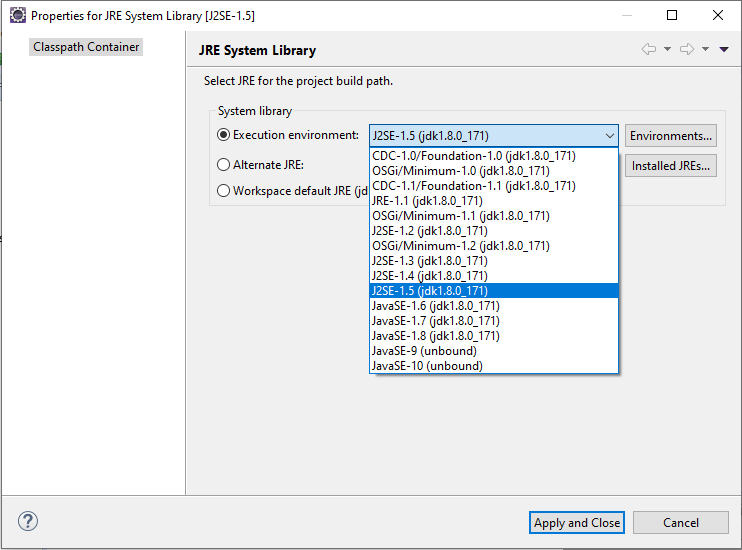 Properties for JRE System Library [J2SE-1.5]
Classpath Container
JRE System Library
Select JRE for the project build path.
System library
Execution environment:
J2SE-1.5 (jdk1.8.0_171)
Environments...
CDC-1.0/Foundation-1.0 (jdk1.8.0_171)
Alternate JRE:
Installed JREs...
OSGi/Minimum-1.0 (jdk1.8.0_171)
CDC-1.1/Foundation-1.1 (jdk1.8.0_171)
Workspace default JRE (jd
JRE-1.1 (jdk1.8.0_171)
OSGi/Minimum-1.1 (jdk1.8.0_171)
J2SE-1.2 (jdk1.8.0_171)
OSGi/Minimum-1.2 (jdk1.8.0_171)
J2SE-1.3 (jdk1.8.0_171)
J2SE-1.4 (jdk1.8.0_171)
J2SE-1.5 (jdk1.8.0_171)
JavaSE-1.6 (jdk1.8.0_171)
JavaSE-1.7 (jdk1.8.0_171)
JavaSE-1.8 (jdk1.8.0_171)
JavaSE-9 (unbound)
JavaSE-10 (unbound)
?
Apply and Close
Cancel